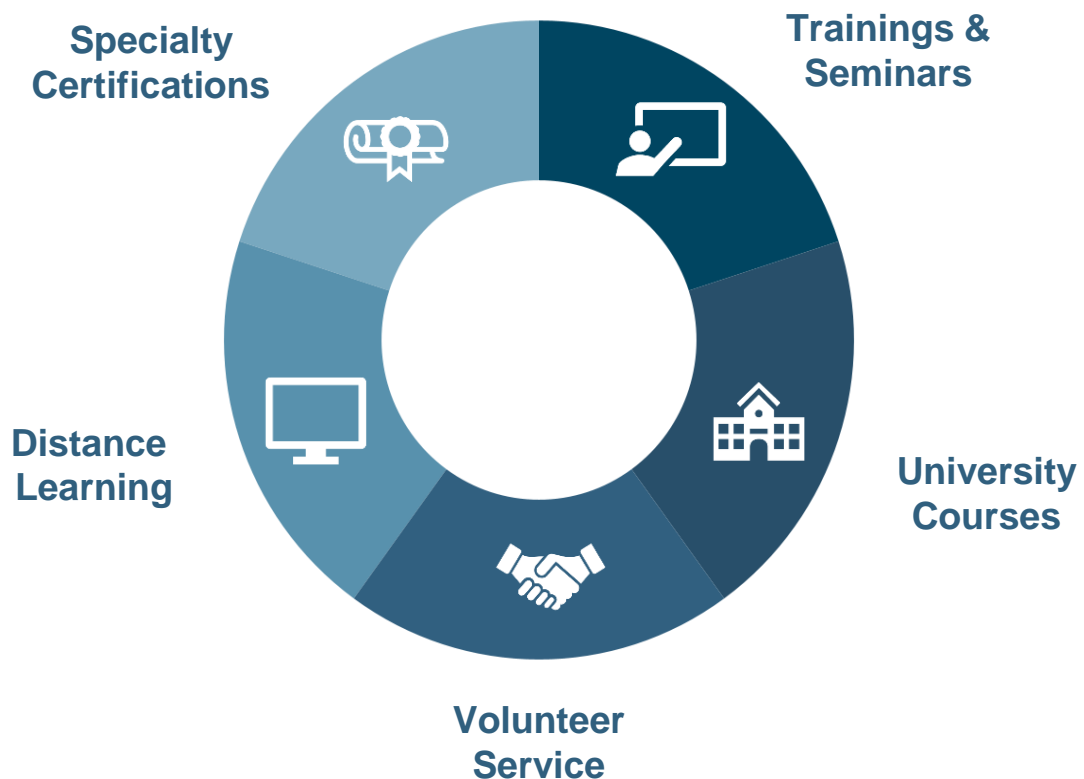 Specialty
Certifications
Trainings &
Seminars
Distance
Learning
University
Courses
Volunteer
Service